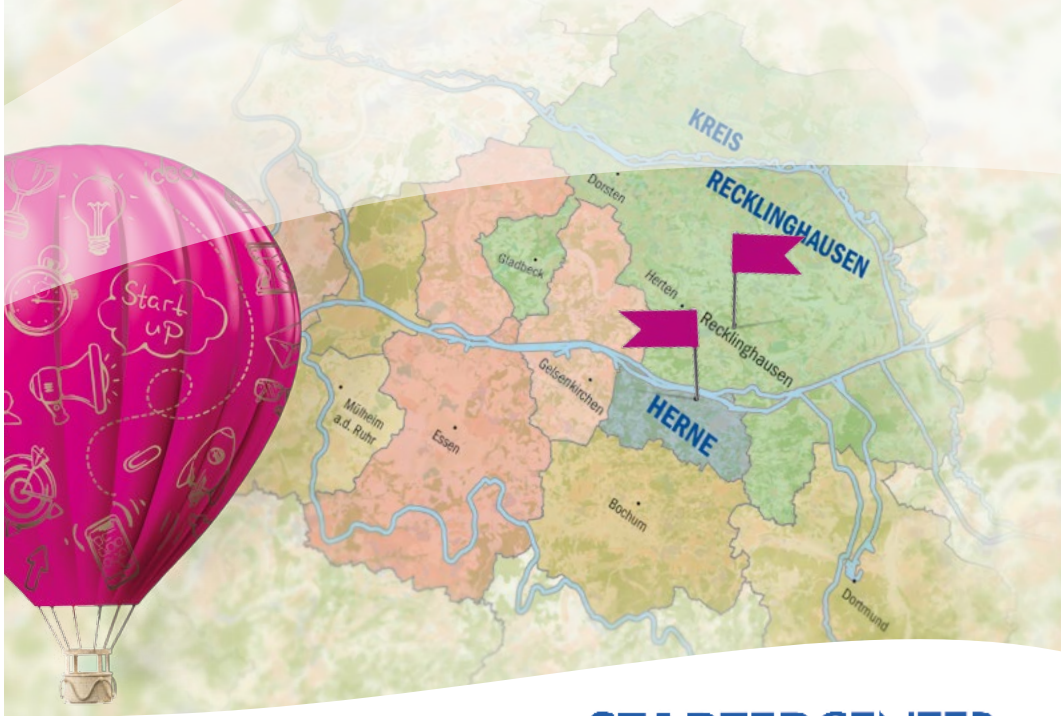 KREIS
RECKLINGHAUSEN
Dorsten
Gladbeck
Herten
Recklinghausen
Start
up
Gelsenkirchen
HERNE
Mülheim
a.d. Ruhr
Essen
Bochum
Dortmund